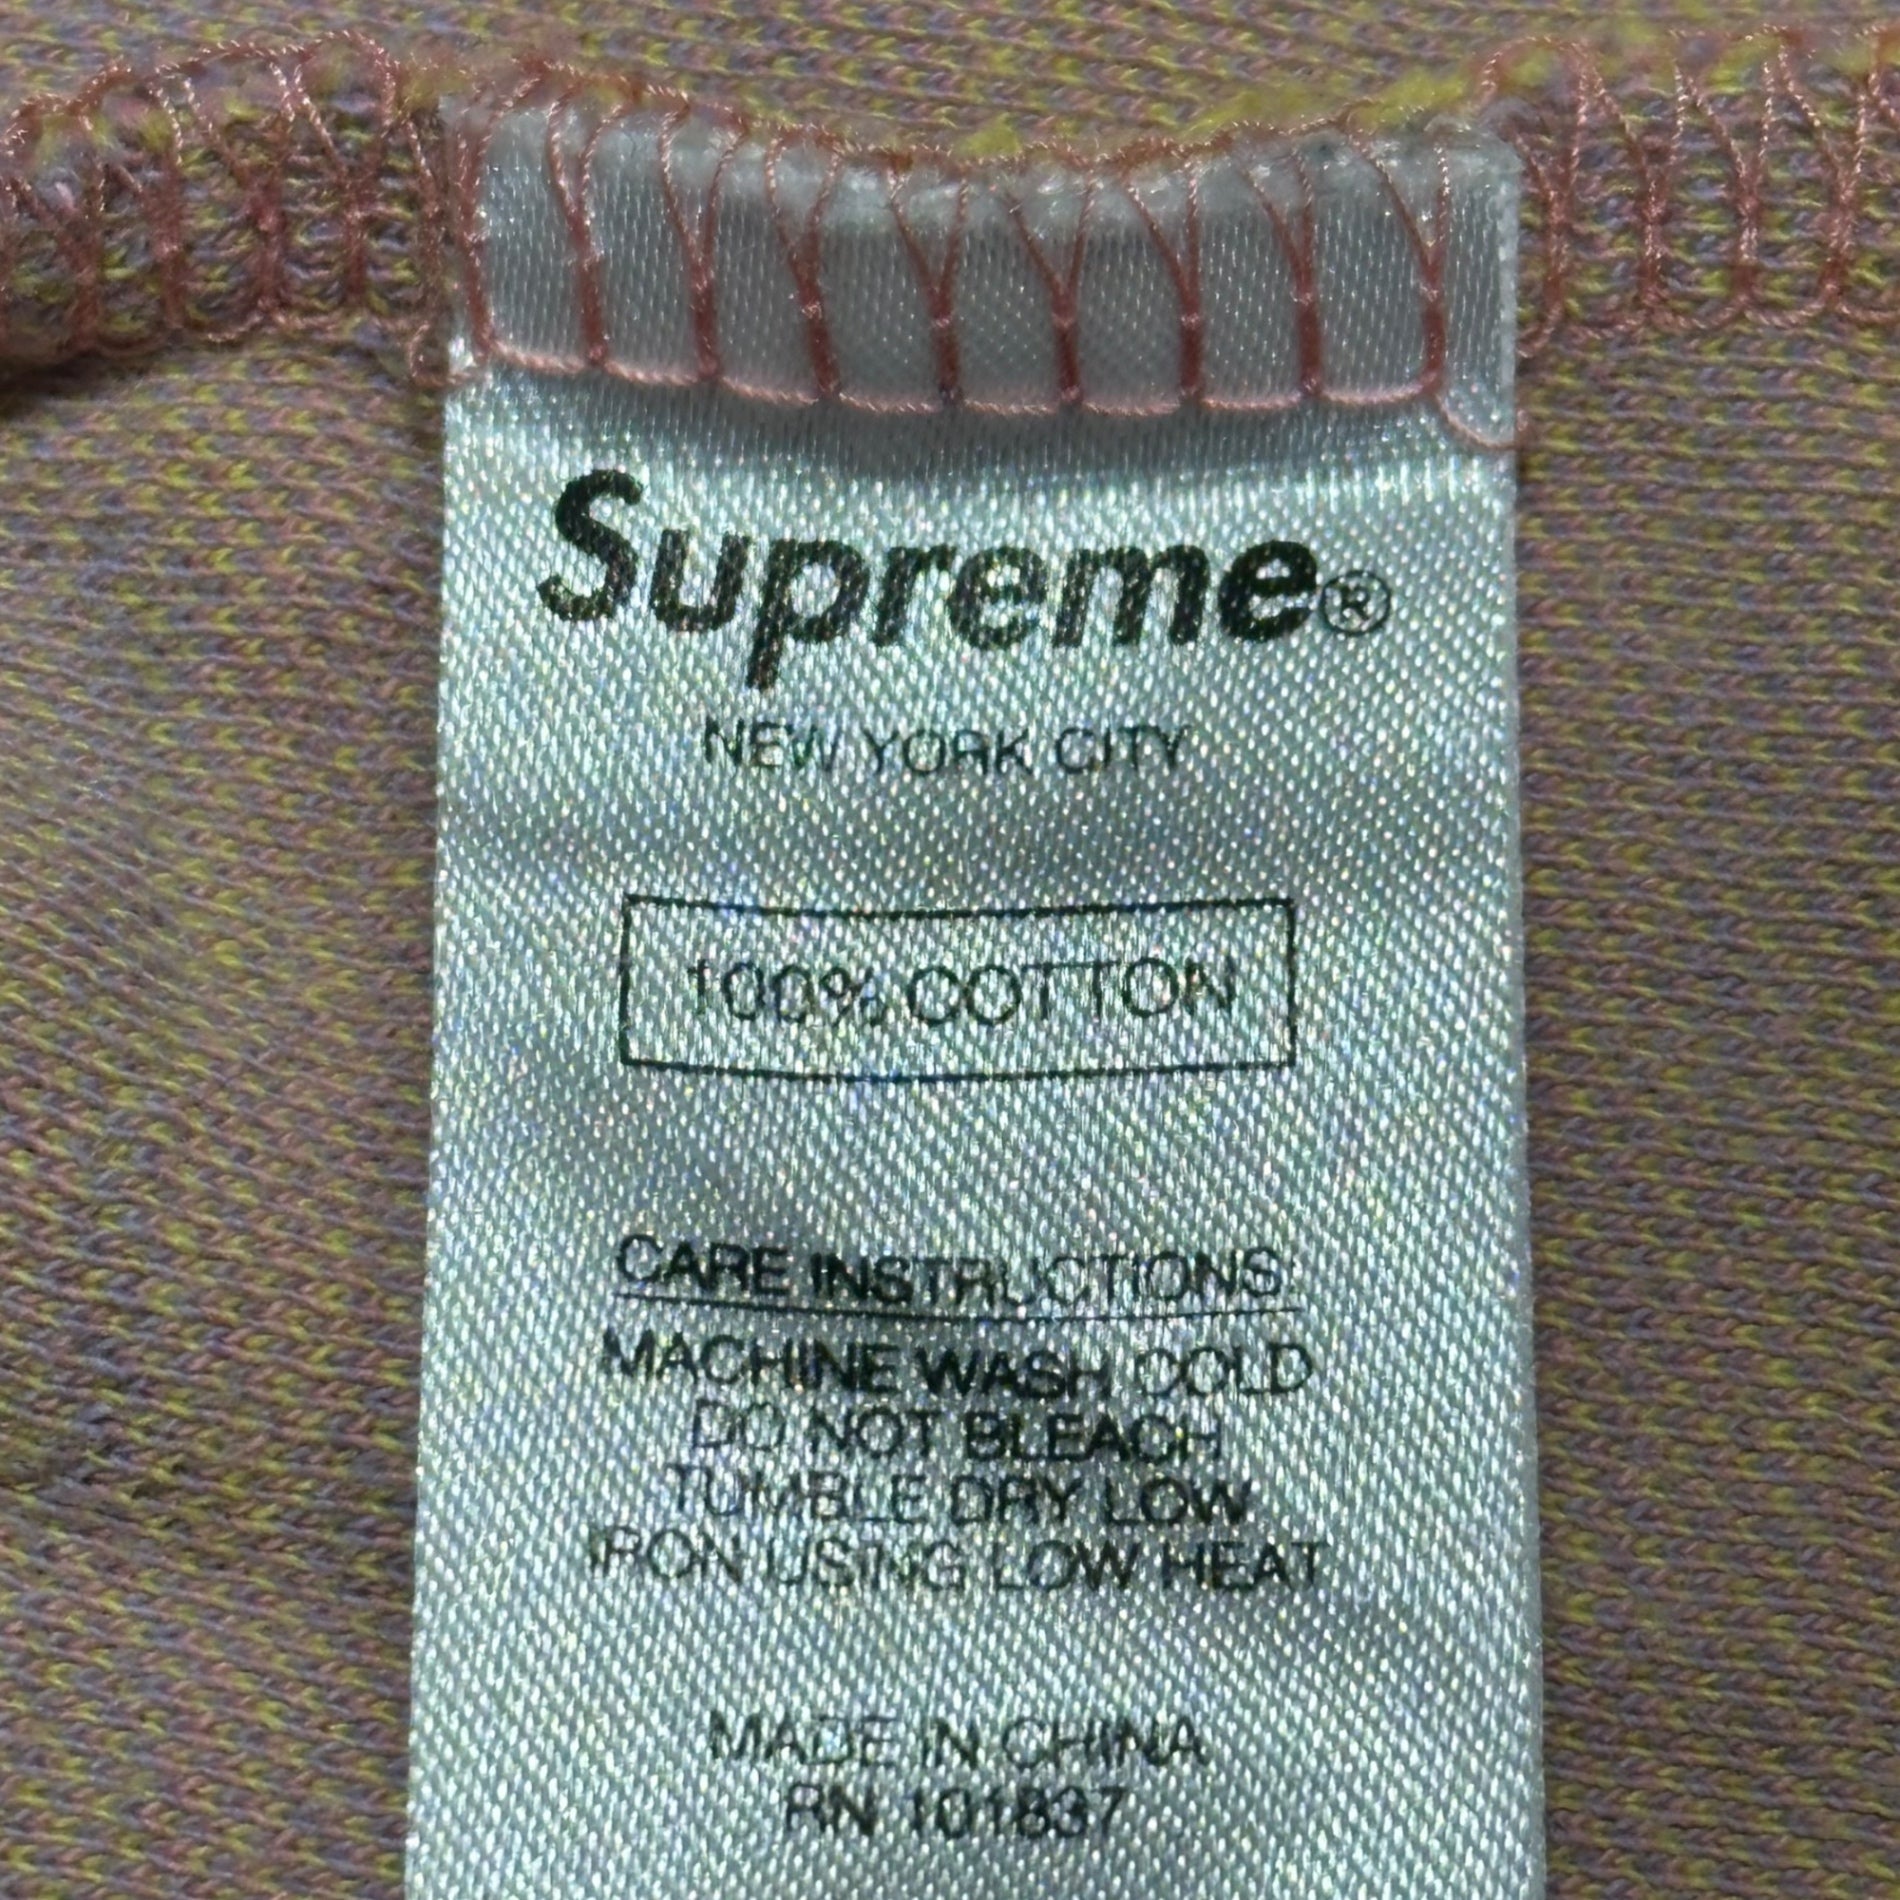 Supreme®
NEW YORK CITY
100% COTTON
CARE INSTRUCTIONS:
MACHINE WASH COLD
DO NOT BLEACH
TUMBLE DRY LOW
IRON USING LOW HEAT
MADE IN CHINA
RN 101837